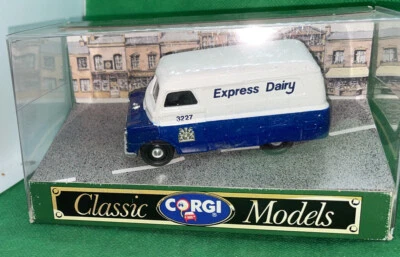 Express Dairy
3227
Classic CORGI Models